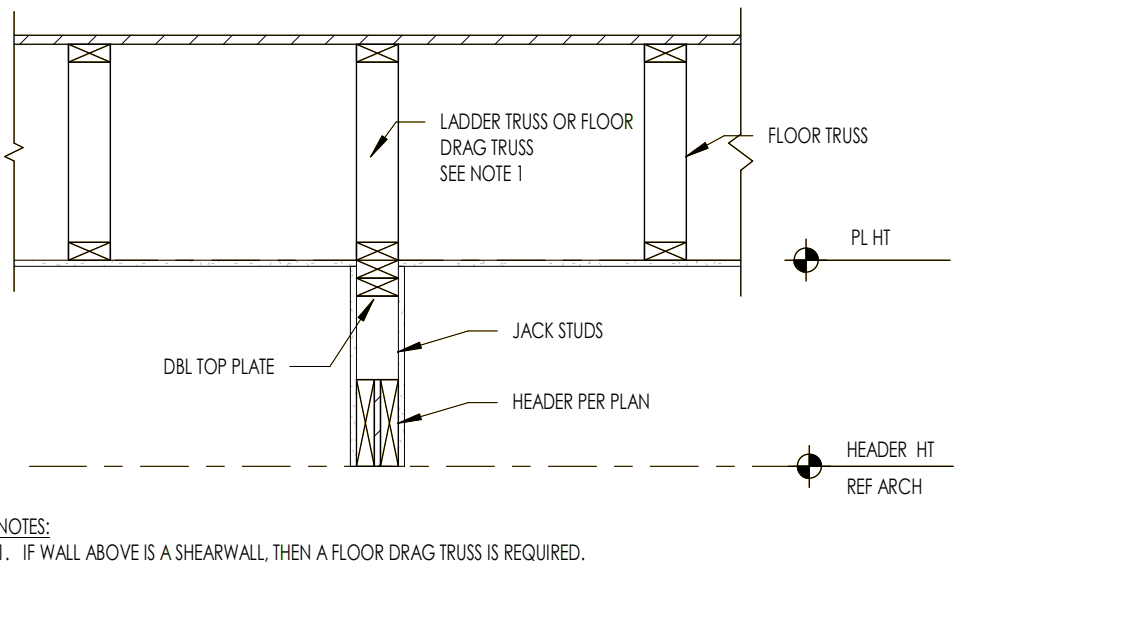 LADDER TRUSS OR FLOOR
DRAG TRUSS
SEE NOTE 1
FLOOR TRUSS
PL HT
JACK STUDS
DBL TOP PLATE
HEADER PER PLAN
HEADER HT
REF ARCH
NOTES:
1. IF WALL ABOVE IS A SHEARWALL, THEN A FLOOR DRAG TRUSS IS REQUIRED.